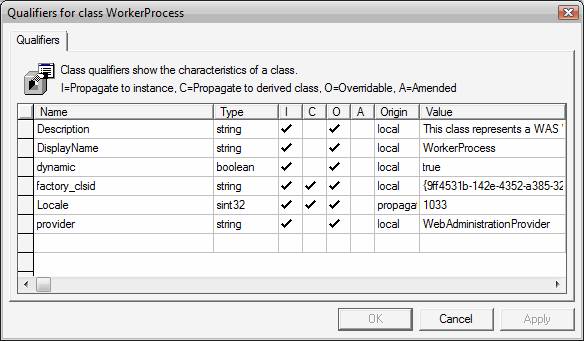 Qualifiers for class WorkerProcess
Qualifiers
Class qualifiers show the characteristics of a class.
I=Propagate to instance, C=Propagate to derived class, O=Overridable, A=Amended
Name Type I C O A Origin Value
Description string ✓ ✓ local This class represents a WAS
DisplayName string ✓ ✓ local WorkerProcess
dynamic boolean ✓ ✓ local true
factory_clsid string ✓ ✓ ✓ local {9ff4531b-142e-4352-a385-32
Locale sint32 ✓ ✓ ✓ propagat 1033
provider string ✓ ✓ local WebAdministrationProvider
OK Cancel Apply